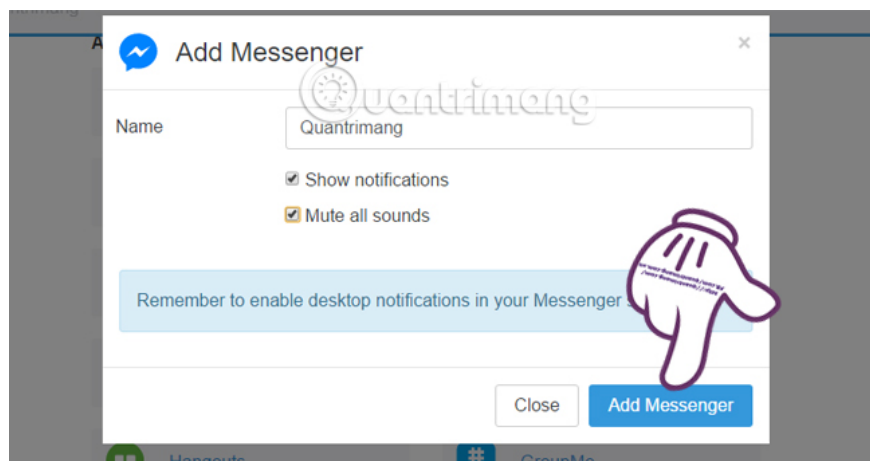 Add Messenger
×
Quantrimang
Name
Quantrimang
Show notifications
Mute all sounds
Remember to enable desktop notifications in your Messenger
Close
Add Messenger
Hangouts
GroupMe